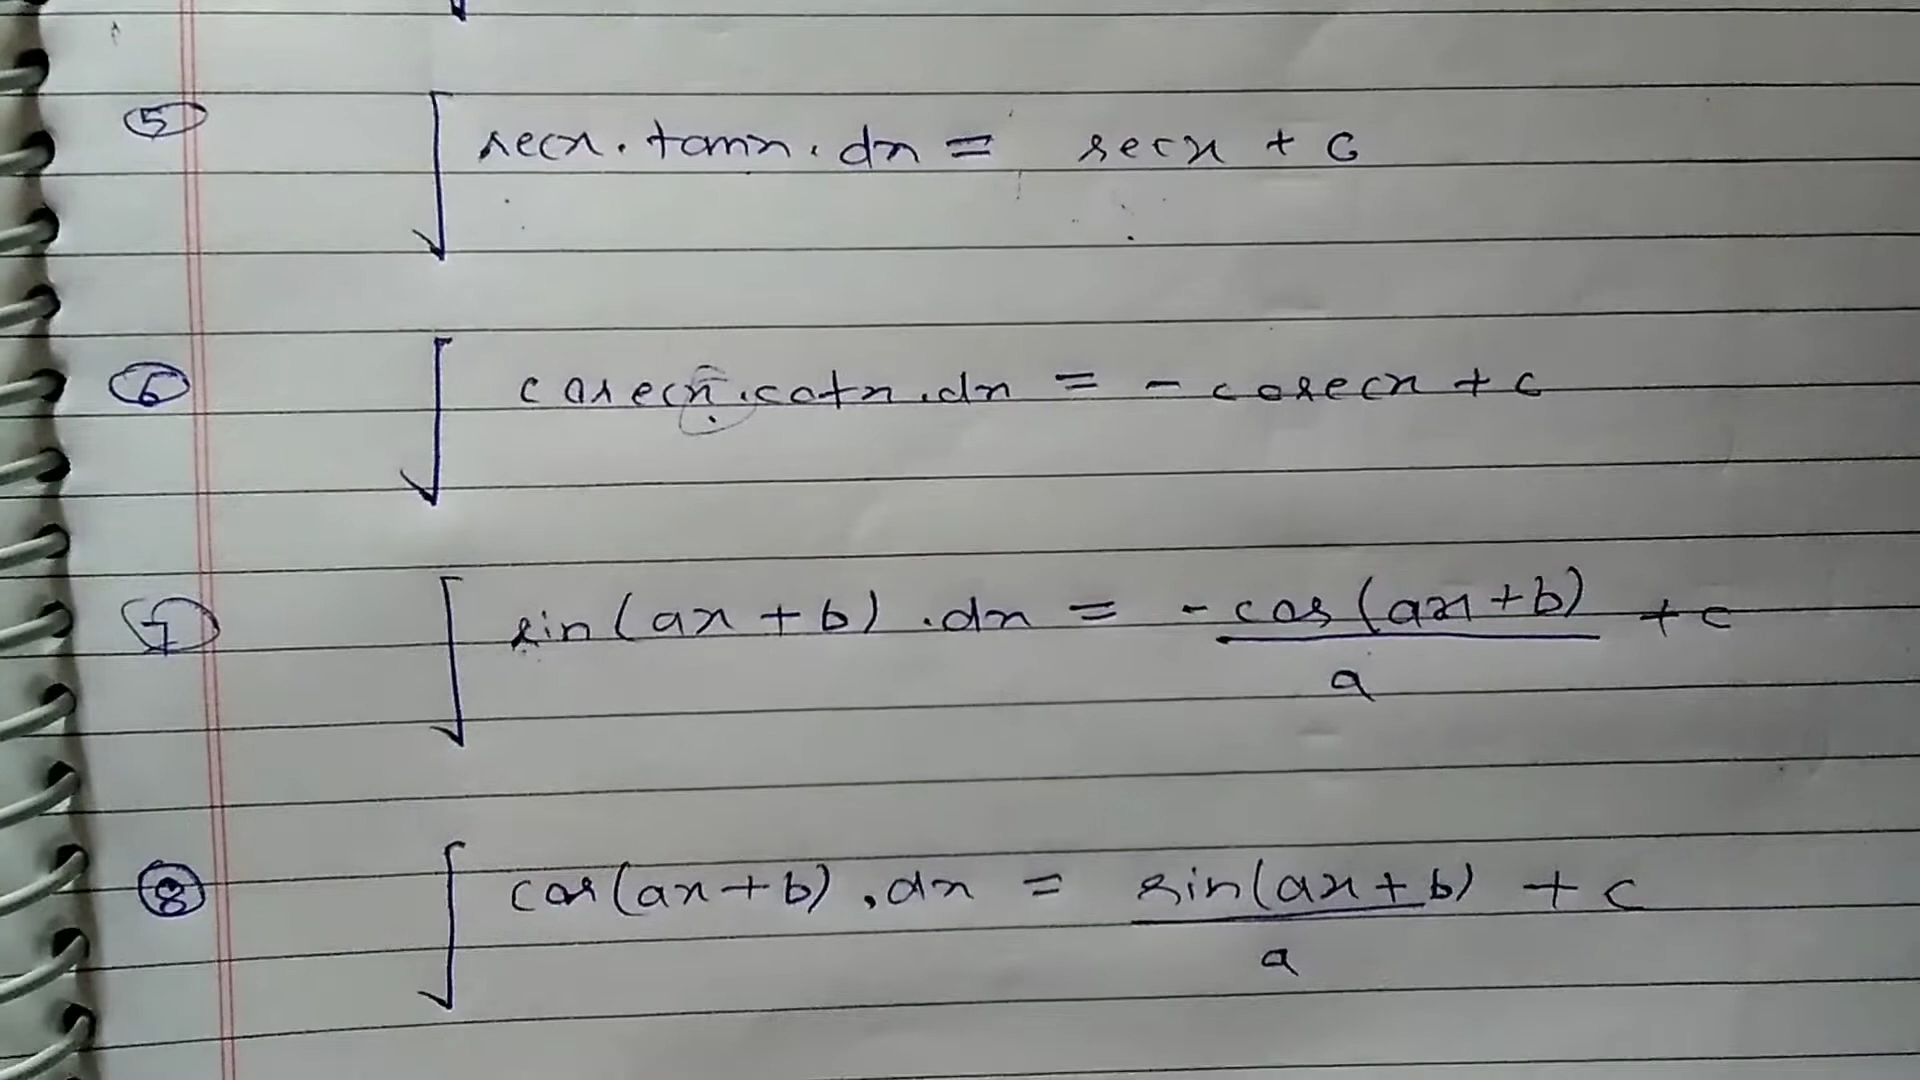 ⑤ ∫ secx . tanx . dx = secx + c
⑥ ∫ cosecx . cotx . dx = - cosecx + c
⑦ ∫ sin(ax + b) . dx = - cos(ax + b) / a + c
⑧ ∫ cos(ax + b) . dx = sin(ax + b) / a + c